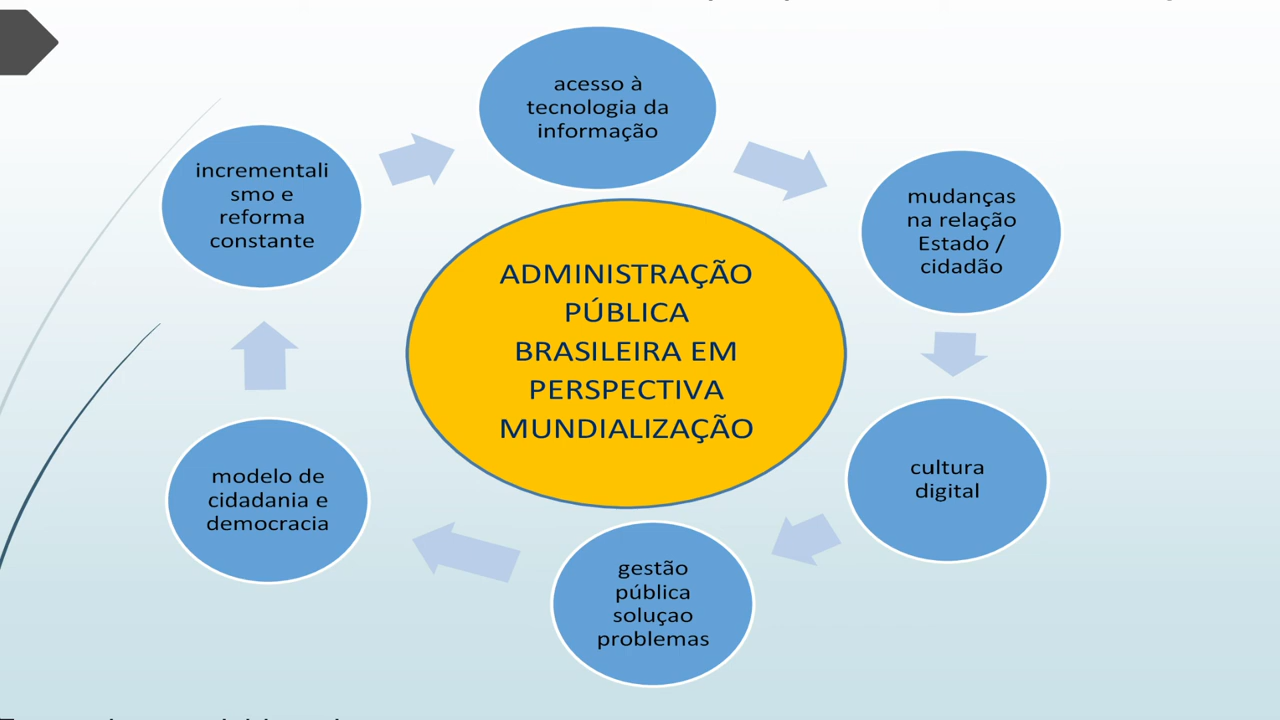 acesso à
tecnologia da
informação
mudanças
na relação
Estado /
cidadão
cultura
digital
gestão
pública
soluçao
problemas
modelo de
cidadania e
democracia
incrementali
smo e
reforma
constante
ADMINISTRAÇÃO
PÚBLICA
BRASILEIRA EM
PERSPECTIVA
MUNDIALIZAÇÃO